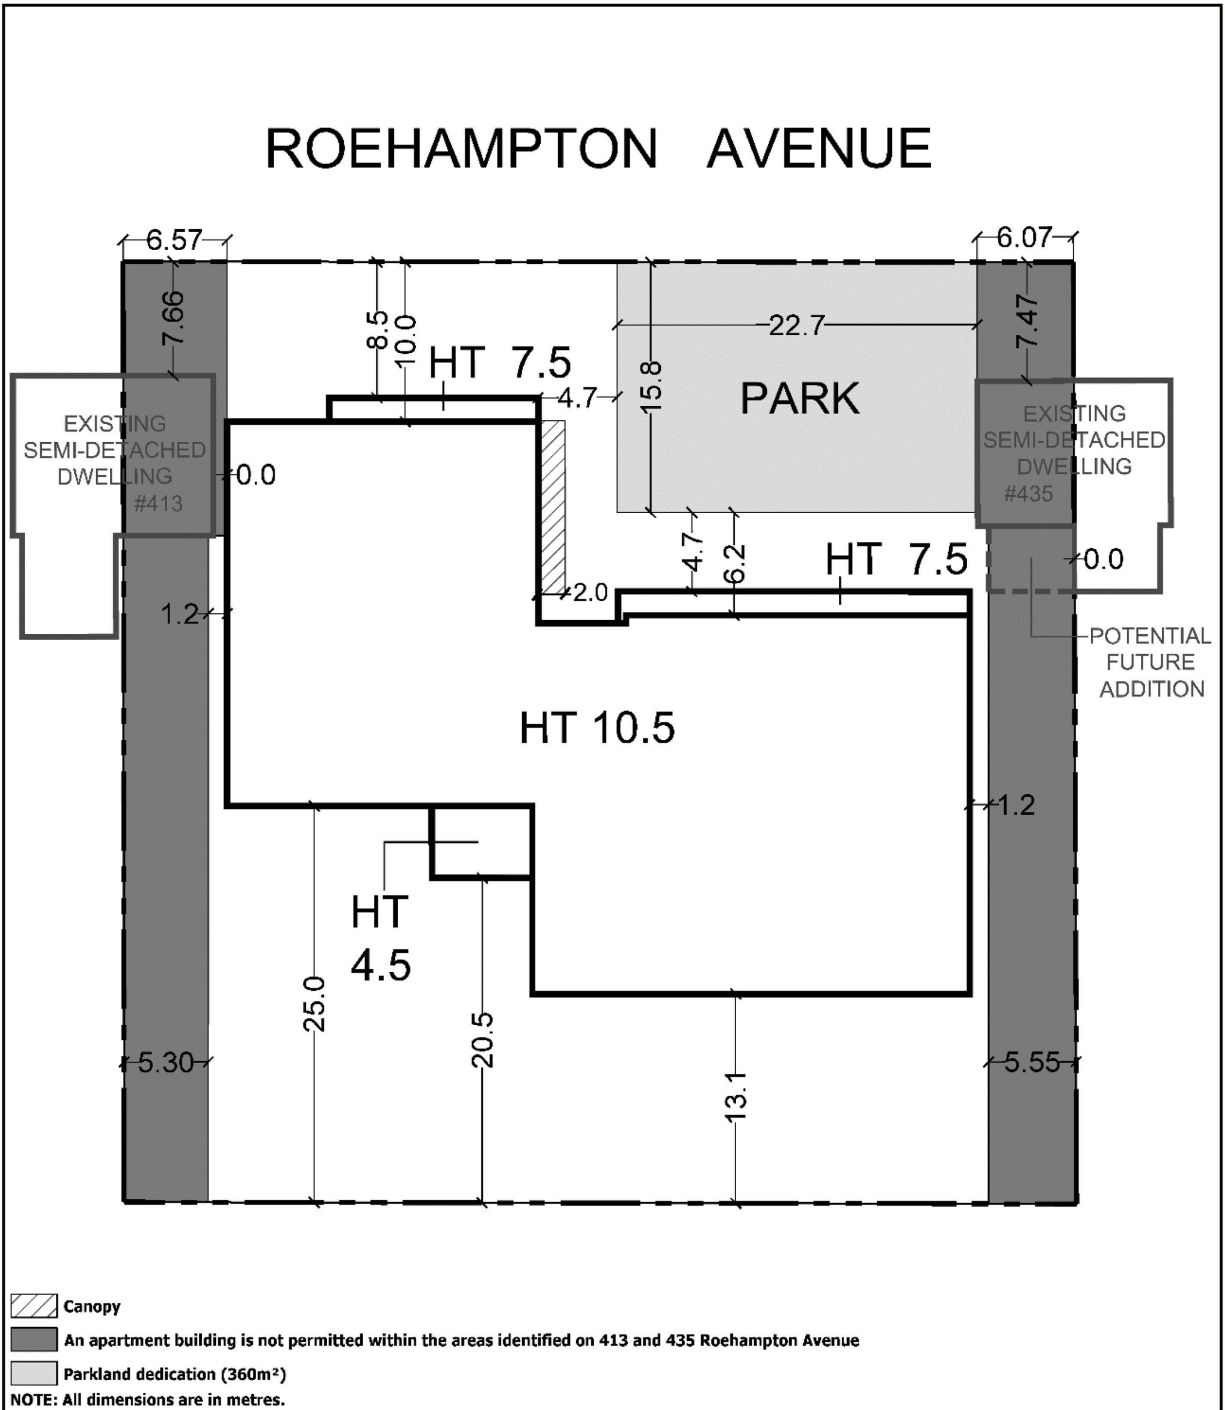 ROEHAMPTON AVENUE
6.57
6.07
7.66
8.5
10.0
15.8
22.7
7.47
HT 7.5
4.7
PARK
EXISTING
SEMI-DETACHED
DWELLING
#413
EXISTING
SEMI-DETACHED
DWELLING
#435
0.0
4.7
6.2
HT 7.5
0.0
2.0
1.2
POTENTIAL
FUTURE
ADDITION
HT 10.5
1.2
HT
4.5
25.0
20.5
13.1
5.30
5.55
Canopy
An apartment building is not permitted within the areas identified on 413 and 435 Roehampton Avenue
Parkland dedication (360m²)
NOTE: All dimensions are in metres.